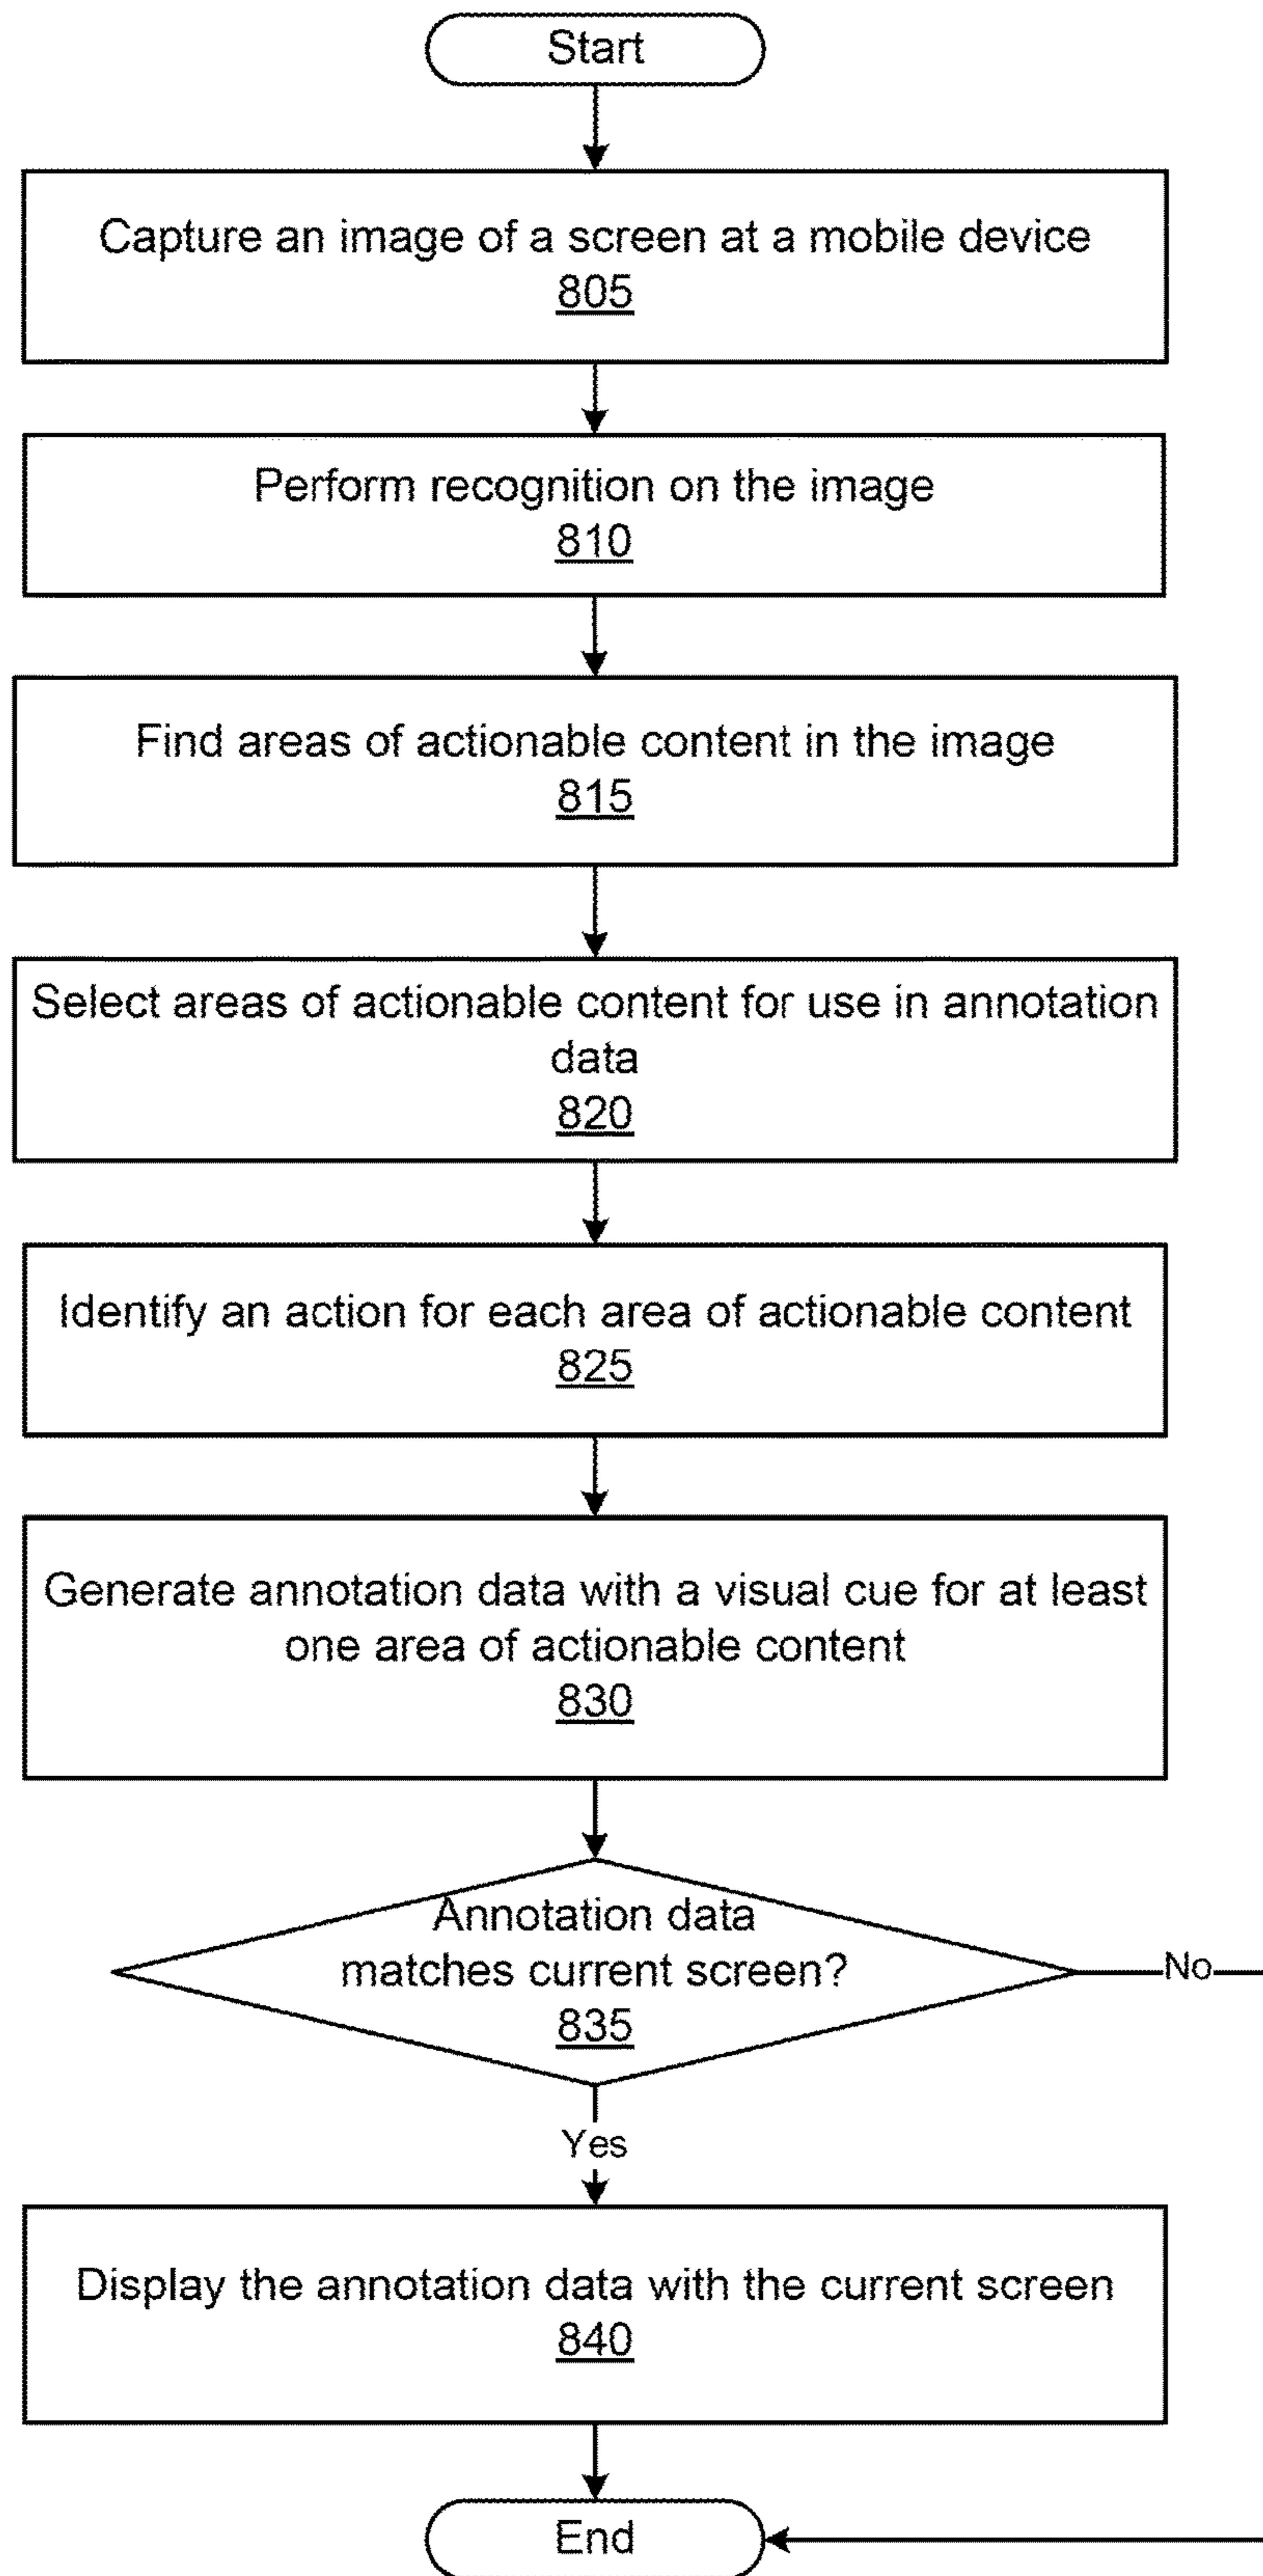 Start
Capture an image of a screen at a mobile device
805
Perform recognition on the image
810
Find areas of actionable content in the image
815
Select areas of actionable content for use in annotation
data
820
Identify an action for each area of actionable content
825
Generate annotation data with a visual cue for at least
one area of actionable content
830
Annotation data
matches current screen?
835
No
Yes
Display the annotation data with the current screen
840
End